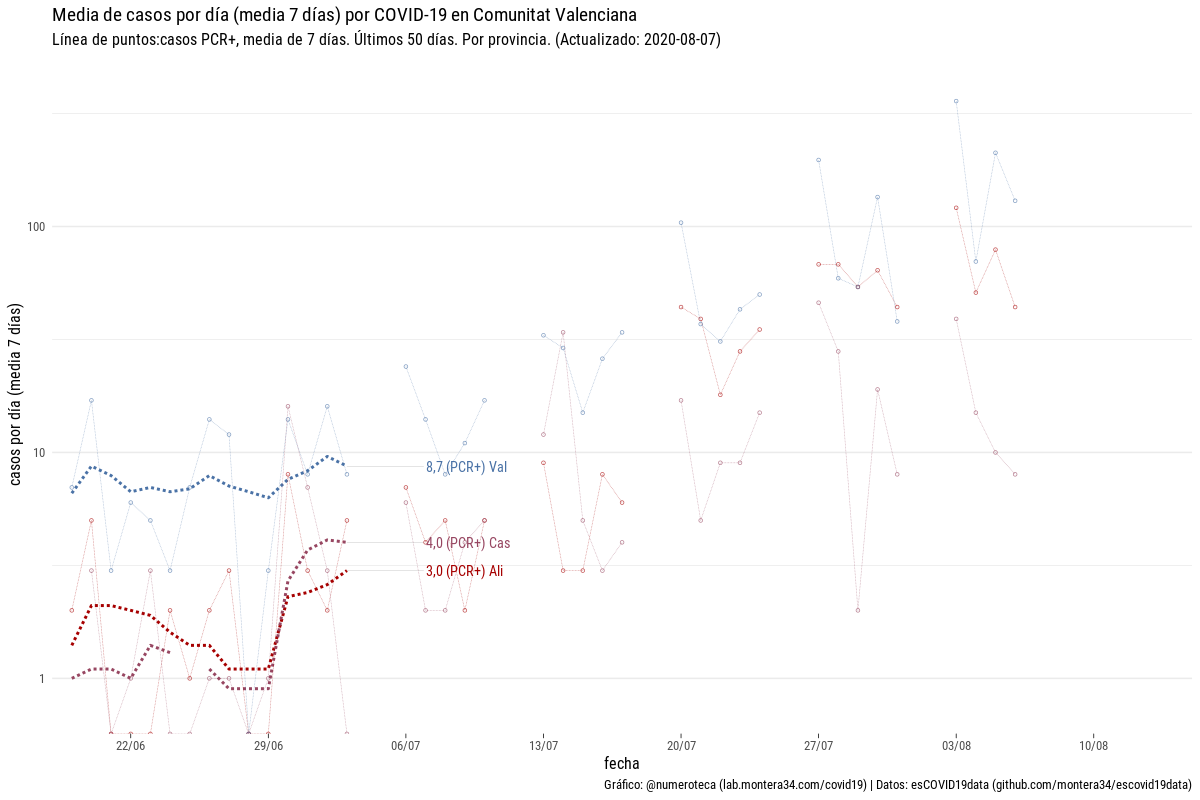 Media de casos por día (media 7 días) por COVID-19 en Comunitat Valenciana
Línea de puntos:casos PCR+, media de 7 días. Últimos 50 días. Por provincia. (Actualizado: 2020-08-07)
casos por día (media 7 días)
100
10
1
8,7 (PCR+) Val
4,0 (PCR+) Cas
3,0 (PCR+) Ali
22/06
29/06
06/07
13/07
20/07
27/07
03/08
10/08
fecha
Gráfico: @numeroteca (lab.montera34.com/covid19) | Datos: esCOVID19data (github.com/montera34/escovid19data)